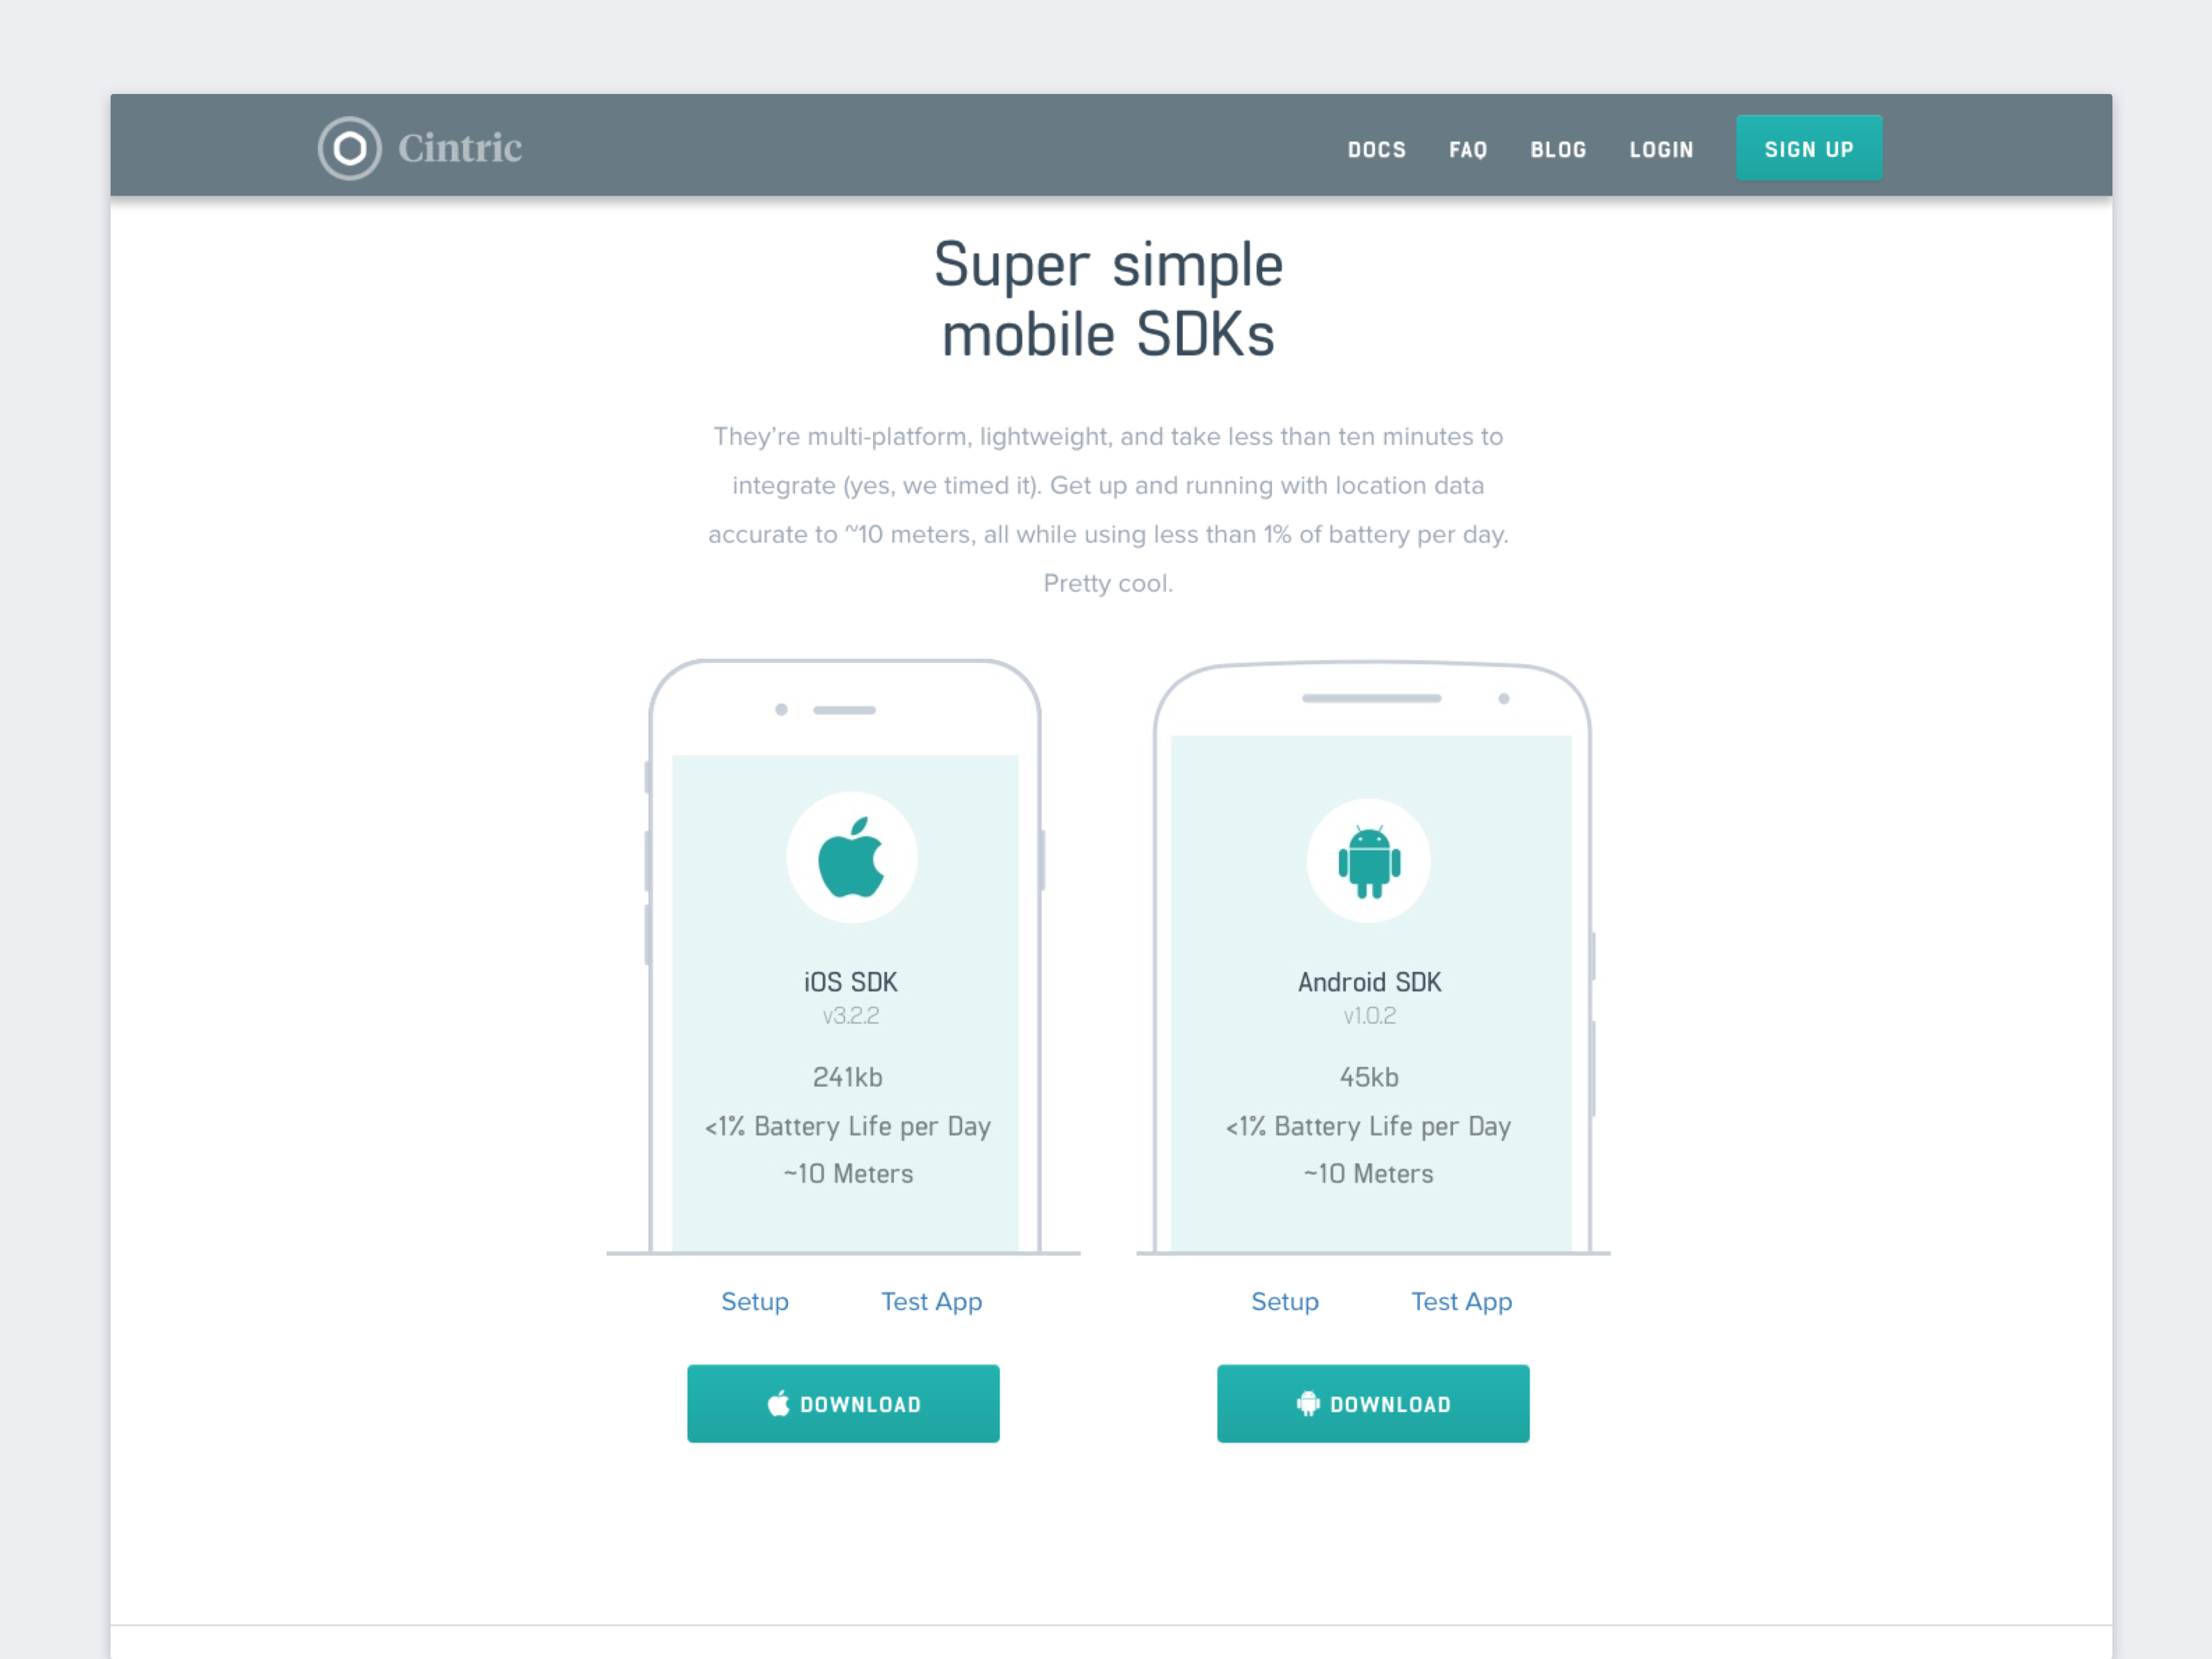 Cintric
DOCS FAQ BLOG LOGIN SIGN UP
Super simple
mobile SDKs
They’re multi-platform, lightweight, and take less than ten minutes to
integrate (yes, we timed it). Get up and running with location data
accurate to ~10 meters, all while using less than 1% of battery per day.
Pretty cool.
iOS SDK
v3.2.2
241kb
<1% Battery Life per Day
~10 Meters
Setup Test App
DOWNLOAD
Android SDK
v1.0.2
45kb
<1% Battery Life per Day
~10 Meters
Setup Test App
DOWNLOAD